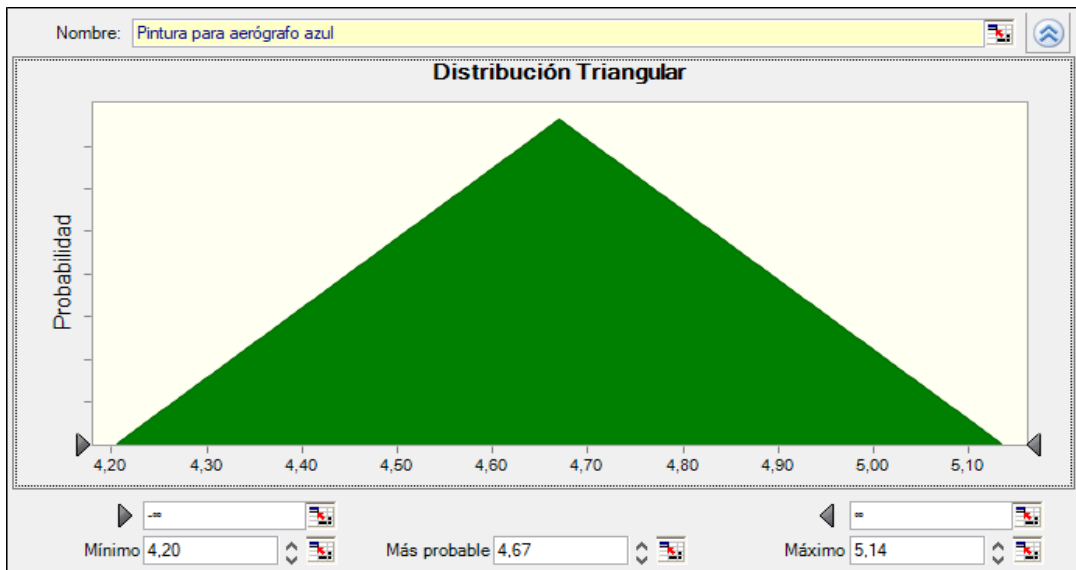 Nombre: Pintura para aerógrafo azul
Distribución Triangular
Probabilidad
4,20 4,30 4,40 4,50 4,60 4,70 4,80 4,90 5,00 5,10
-∞ ∞
Mínimo 4,20 Más probable 4,67 Máximo 5,14